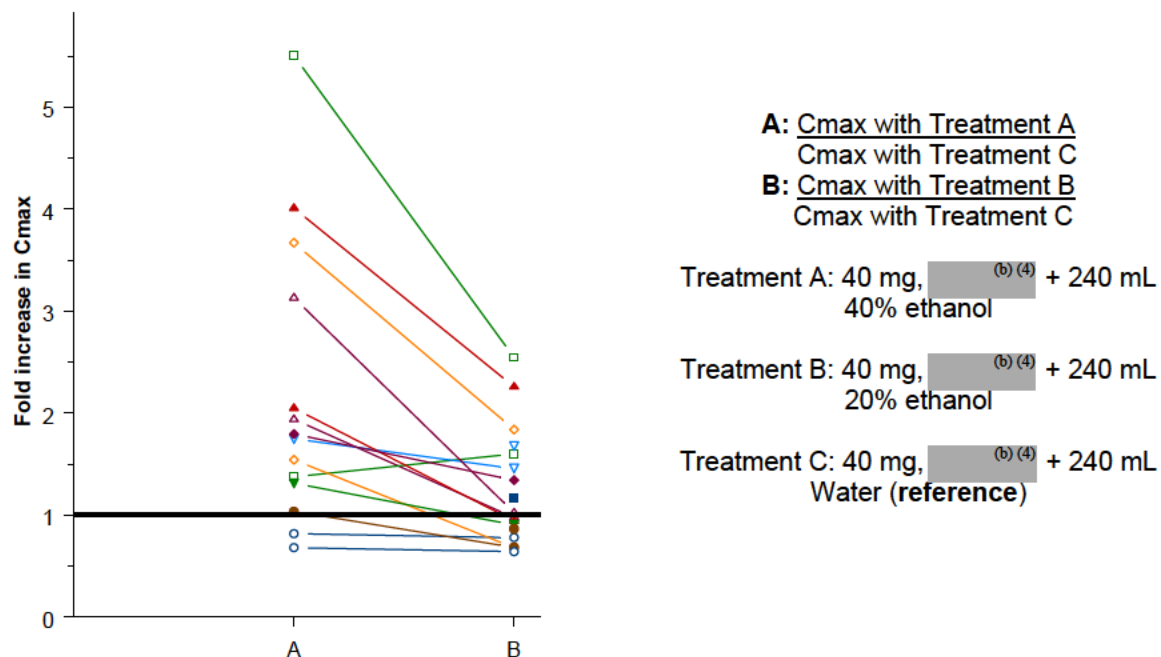 Fold increase in Cmax
5
4
3
2
1
0
A
B
A: Cmax with Treatment A
Cmax with Treatment C
B: Cmax with Treatment B
Cmax with Treatment C
Treatment A: 40 mg, (b) (4) + 240 mL
40% ethanol
Treatment B: 40 mg, (b) (4) + 240 mL
20% ethanol
Treatment C: 40 mg, (b) (4) + 240 mL
Water (reference)